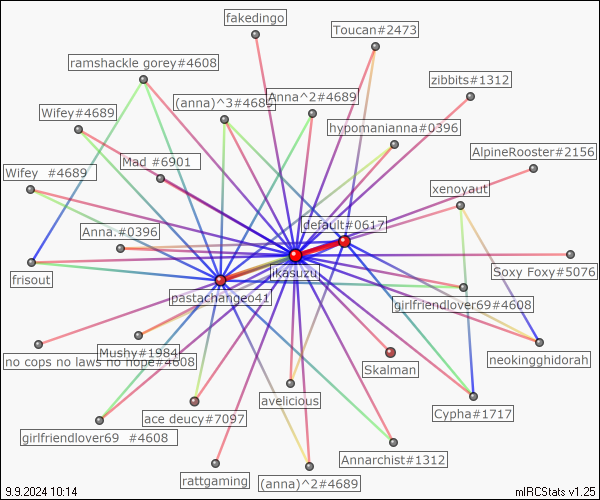 fakedingo
Toucan#2473
ramshackle gorey#4608
zibbits#1312
(anna)^3#4689
Anna^2#4689
Wifey#4689
hypomanianna#0396
AlpineRooster#2156
Mad #6901
Wifey #4689
xenoyaut
default#0617
Anna.#0396
Soxy Foxy#5076
frisout
ikasuzu
pastachange041
girlfriendlover69#4608
Mushy#1984
no cops no laws no hope#4608
neokingghidorah
Skalman
avelicious
Cypha#1717
ace deucy#7097
girlfriendlover69 #4608
Annarchist#1312
rattgaming
(anna)^2#4689
9.9.2024 10:14
mIRCStats v1.25